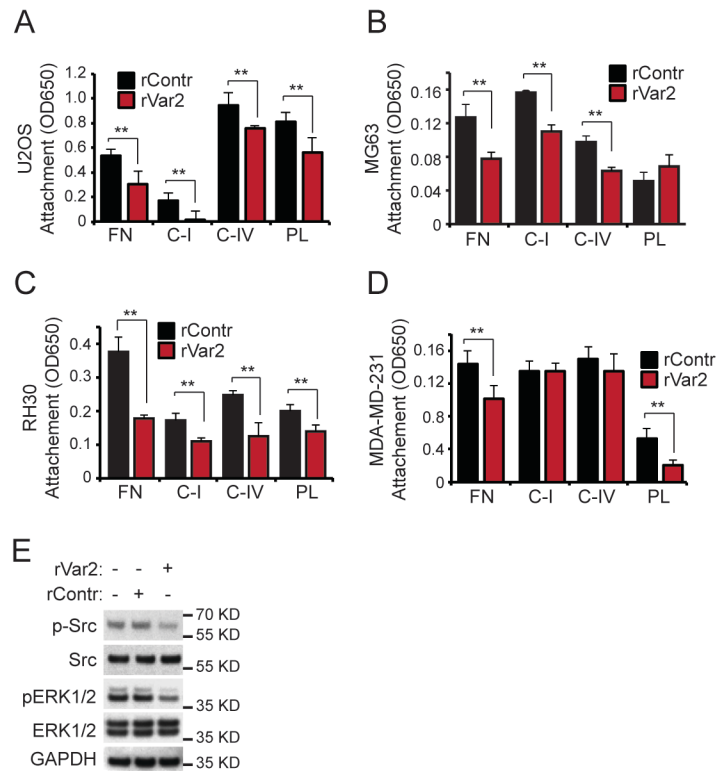 A
U2OS
Attachment (OD650)
rContr
rVar2
1.2
1.0
0.8
0.6
0.4
0.2
0
**
**
**
**
FN
C-I
C-IV
PL
B
MG63
Attachment (OD650)
rContr
rVar2
0.16
0.12
0.08
0.04
**
**
**
FN
C-I
C-IV
PL
C
RH30
Attachement (OD650)
rContr
rVar2
0.4
0.3
0.2
0.1
0
**
**
**
**
FN
C-I
C-IV
PL
D
MDA-MD-231
Attachement (OD650)
rContr
rVar2
0.16
0.12
0.8
0.4
0
**
**
FN
C-I
C-IV
PL
E
rVar2: - - +
rContr: - + -
p-Src
70 KD
55 KD
Src
55 KD
pERK1/2
35 KD
ERK1/2
35 KD
GAPDH
35 KD